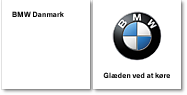 BMW Danmark
BMW
Glæden ved at køre